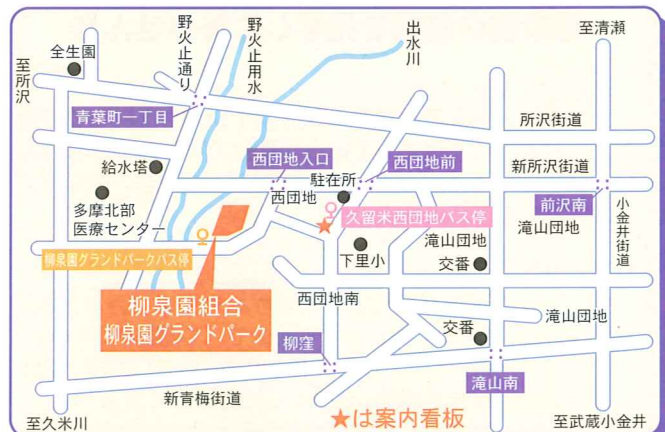 至清瀬
出水川
野火止用水
野火止通り
全生園
至所沢
青葉町一丁目
所沢街道
給水塔
西団地入口
西団地前
新所沢街道
駐在所
西団地
多摩北部
医療センター
久留米西団地バス停
前沢南
小金井街道
滝山団地
滝山団地
柳泉園グランドパークバス停
下里小
交番
柳泉園組合
柳泉園グランドパーク
西団地南
滝山団地
交番
柳窪
滝山南
新青梅街道
至久米川
★は案内看板
至武蔵小金井